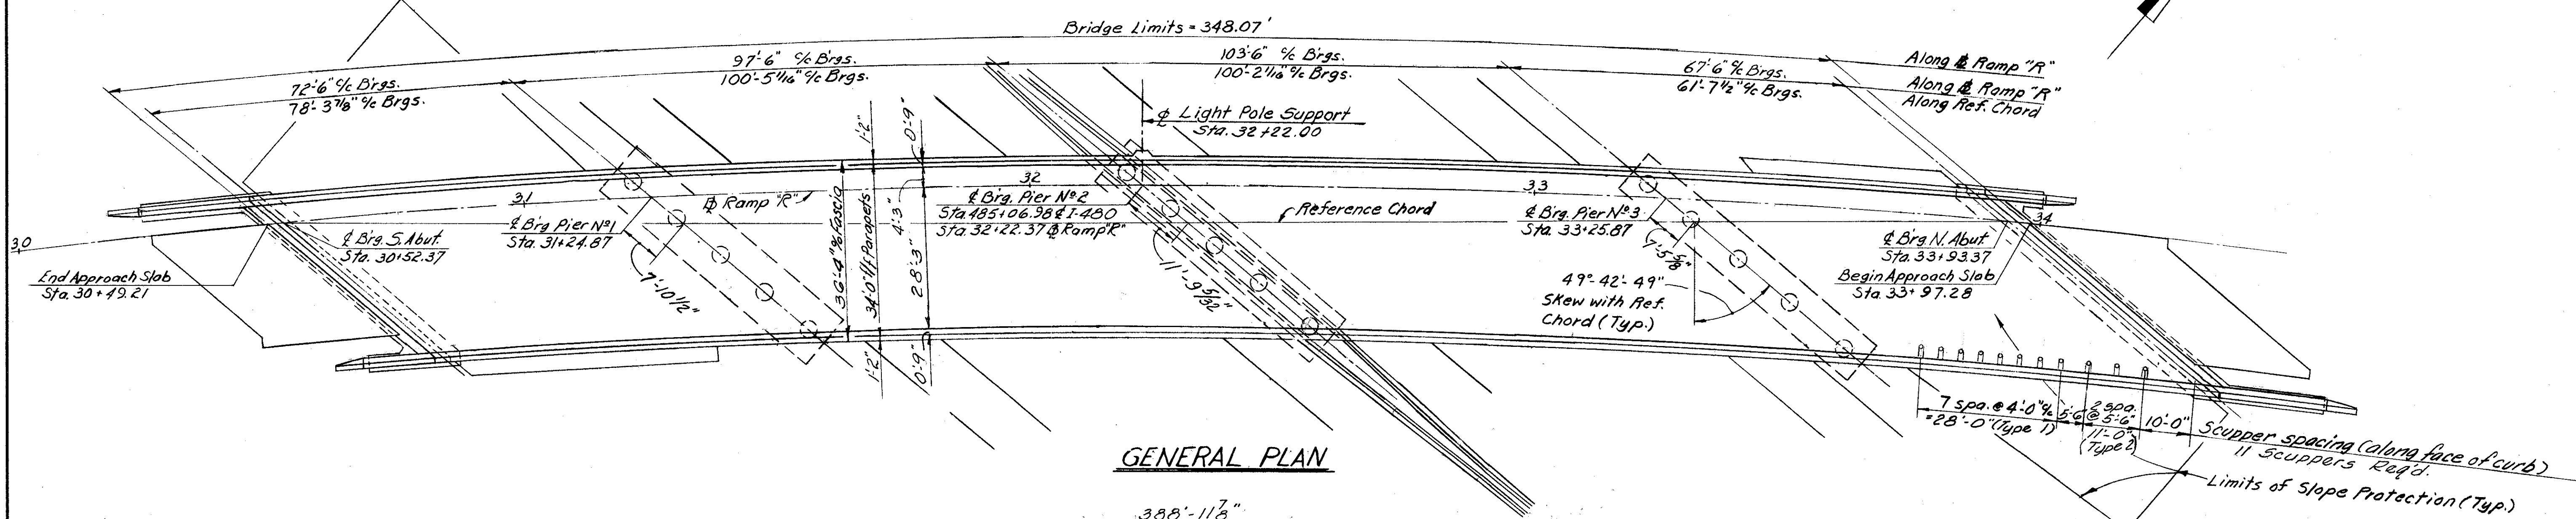 Bridge Limits = 348.07'
72'-6" c/c Brgs.
78'-3 7/8" c/c Brgs.
97'-6" c/c Brgs.
100'-5 1/16" c/c Brgs.
103'-6" c/c Brgs.
100'-2 1/16" c/c Brgs.
67'-6" c/c Brgs.
61'-7 1/2" c/c Brgs.
Along ℄ Ramp "R"
Along ℄ Ramp "R"
Along Ref. Chord
℄ Light Pole Support
Sta. 32+22.00
1'-2"
0'-9"
30
31
32
33
34
℄ Ramp "R"
℄ Brg. S. Abut.
Sta. 30+52.37
℄ Brg Pier Nº1
Sta. 31+24.87
℄ Brg. Pier Nº2
Sta 485+06.98 ℄ I-480
Sta. 32+22.37 ℄ Ramp "R"
Reference Chord
℄ Brg. Pier Nº3
Sta. 33+25.87
℄ Brg N. Abut.
Sta. 33+93.37
Begin Approach Slab
Sta. 33+97.28
End Approach Slab
Sta. 30+49.21
7'-10 1/2"
36'-4" % Fascia
34'-0" f/f Parapets
4'-3"
28'-3"
11'-9 5/32"
7'-5 5/8"
49°-42'-49"
Skew with Ref.
Chord (Typ.)
1'-2"
0'-9"
7 spa. @ 4'-0" c/c
=28'-0" (Type 1)
5'-6"
2 spa.
@ 5'-6"
11'-0"
(Type 2)
10'-0"
Scupper spacing (along face of curb)
11 Scuppers Req'd.
Limits of Slope Protection (Typ.)
GENERAL PLAN
388'-11 7/8"